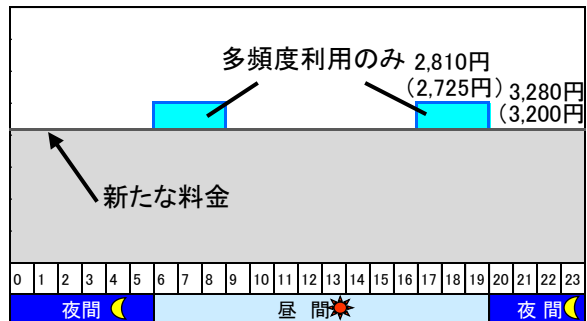 多頻度利用のみ 2,810円
(2,725円) 3,280円
(3,200円
新たな料金
0 1 2 3 4 5 6 7 8 9 10 11 12 13 14 15 16 17 18 19 20 21 22 23
夜間 昼 間 夜 間